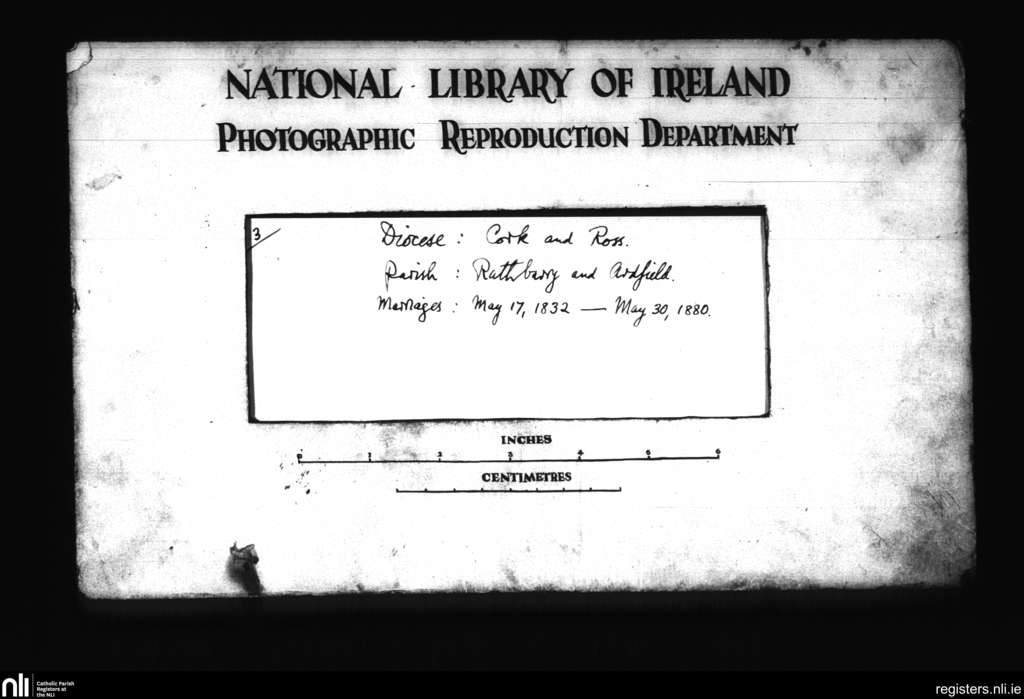 NATIONAL LIBRARY OF IRELAND
PHOTOGRAPHIC REPRODUCTION DEPARTMENT
3/
Diocese : Cork and Ross.
Parish : Rathbarry and Ardfield.
Marriages : May 17, 1832 — May 30, 1880.
INCHES
0 1 2 3 4 5 6
CENTIMETRES
nli Catholic Parish
Registers at
the NLI
registers.nli.ie